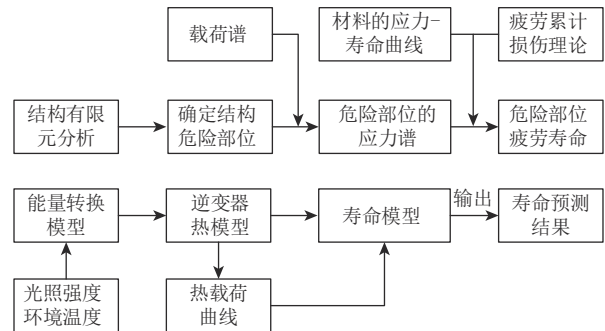 载荷谱
材料的应力-
寿命曲线
疲劳累计
损伤理论
结构有限
元分析
确定结构
危险部位
危险部位的
应力谱
危险部位
疲劳寿命
能量转换
模型
逆变器
热模型
寿命模型
输出
寿命预测
结果
光照强度
环境温度
热载荷
曲线